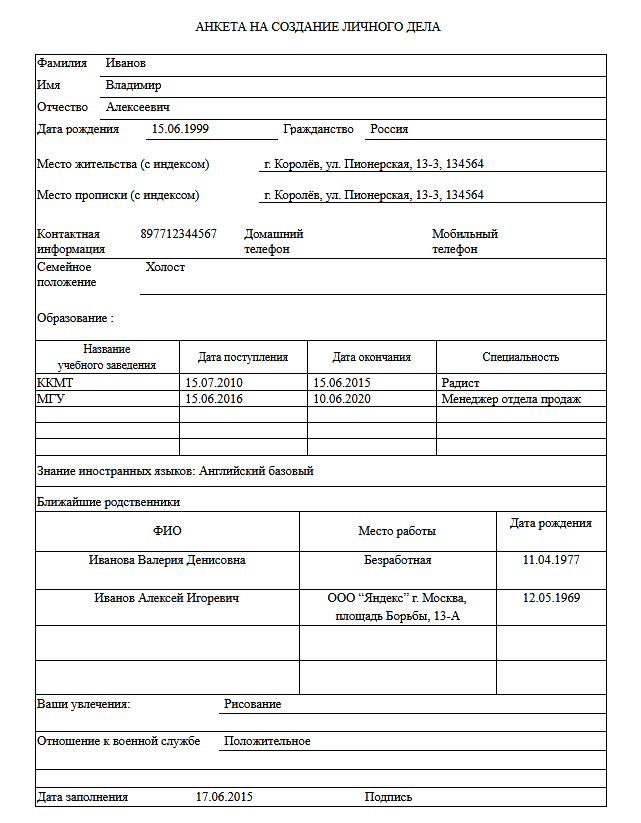 АНКЕТА НА СОЗДАНИЕ ЛИЧНОГО ДЕЛА
Фамилия Иванов
Имя Владимир
Отчество Алексеевич
Дата рождения 15.06.1999 Гражданство Россия
Место жительства (с индексом) г. Королёв, ул. Пионерская, 13-3, 134564
Место прописки (с индексом) г. Королёв, ул. Пионерская, 13-3, 134564
Контактная 897712344567 Домашний Мобильный
информация телефон телефон
Семейное Холост
положение
Образование :
Название
учебного заведения Дата поступления Дата окончания Специальность
ККМТ 15.07.2010 15.06.2015 Радист
МГУ 15.06.2016 10.06.2020 Менеджер отдела продаж
Знание иностранных языков: Английский базовый
Ближайшие родственники
ФИО Место работы Дата рождения
Иванова Валерия Денисовна Безработная 11.04.1977
Иванов Алексей Игоревич ООО “Яндекс” г. Москва, 12.05.1969
площадь Борьбы, 13-А
Ваши увлечения: Рисование
Отношение к военной службе Положительное
Дата заполнения 17.06.2015 Подпись